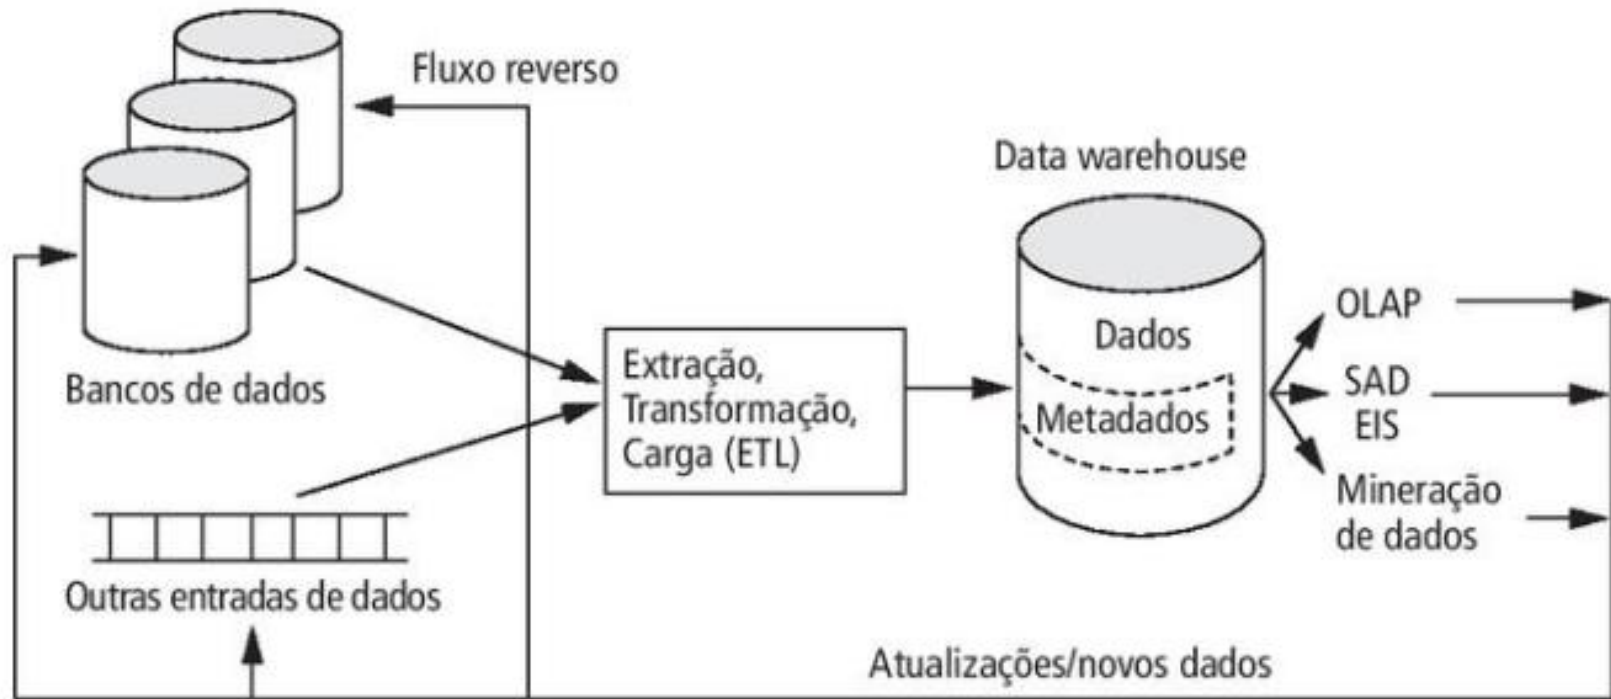 Fluxo reverso
Bancos de dados
Outras entradas de dados
Extração,
Transformação,
Carga (ETL)
Data warehouse
Dados
Metadados
OLAP
SAD
EIS
Mineração
de dados
Atualizações/novos dados